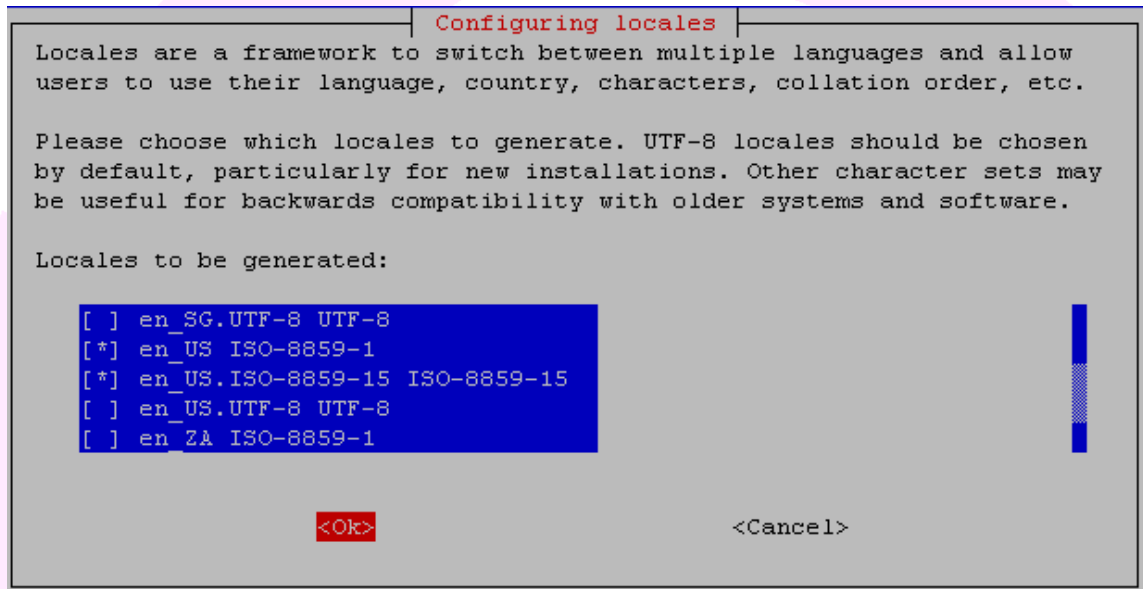 Configuring locales
Locales are a framework to switch between multiple languages and allow
users to use their language, country, characters, collation order, etc.
Please choose which locales to generate. UTF-8 locales should be chosen
by default, particularly for new installations. Other character sets may
be useful for backwards compatibility with older systems and software.
Locales to be generated:
[ ] en_SG.UTF-8 UTF-8
[*] en_US ISO-8859-1
[*] en_US.ISO-8859-15 ISO-8859-15
[ ] en_US.UTF-8 UTF-8
[ ] en_ZA ISO-8859-1
<Ok> <Cancel>